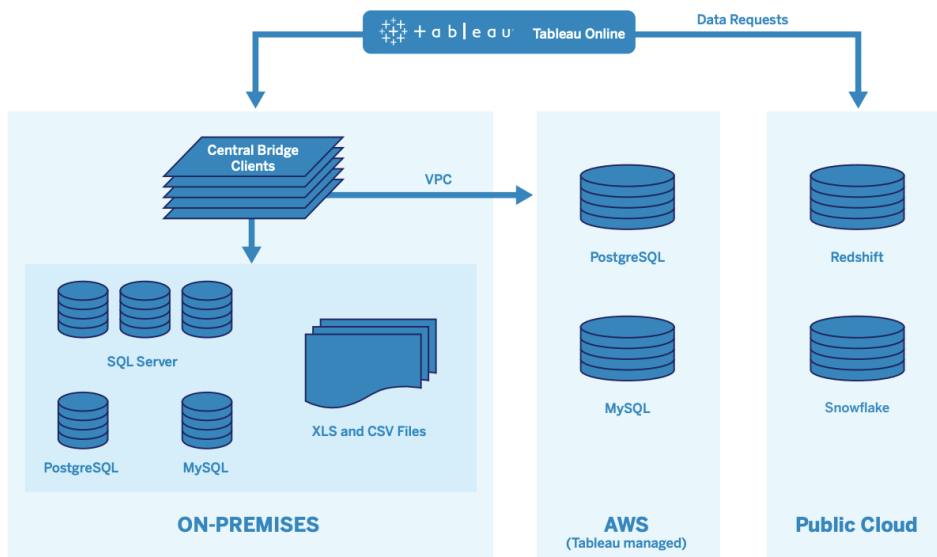 +ableau Tableau Online
Data Requests
Central Bridge
Clients
VPC
SQL Server
PostgreSQL
MySQL
XLS and CSV Files
ON-PREMISES
PostgreSQL
MySQL
AWS
(Tableau managed)
Redshift
Snowflake
Public Cloud